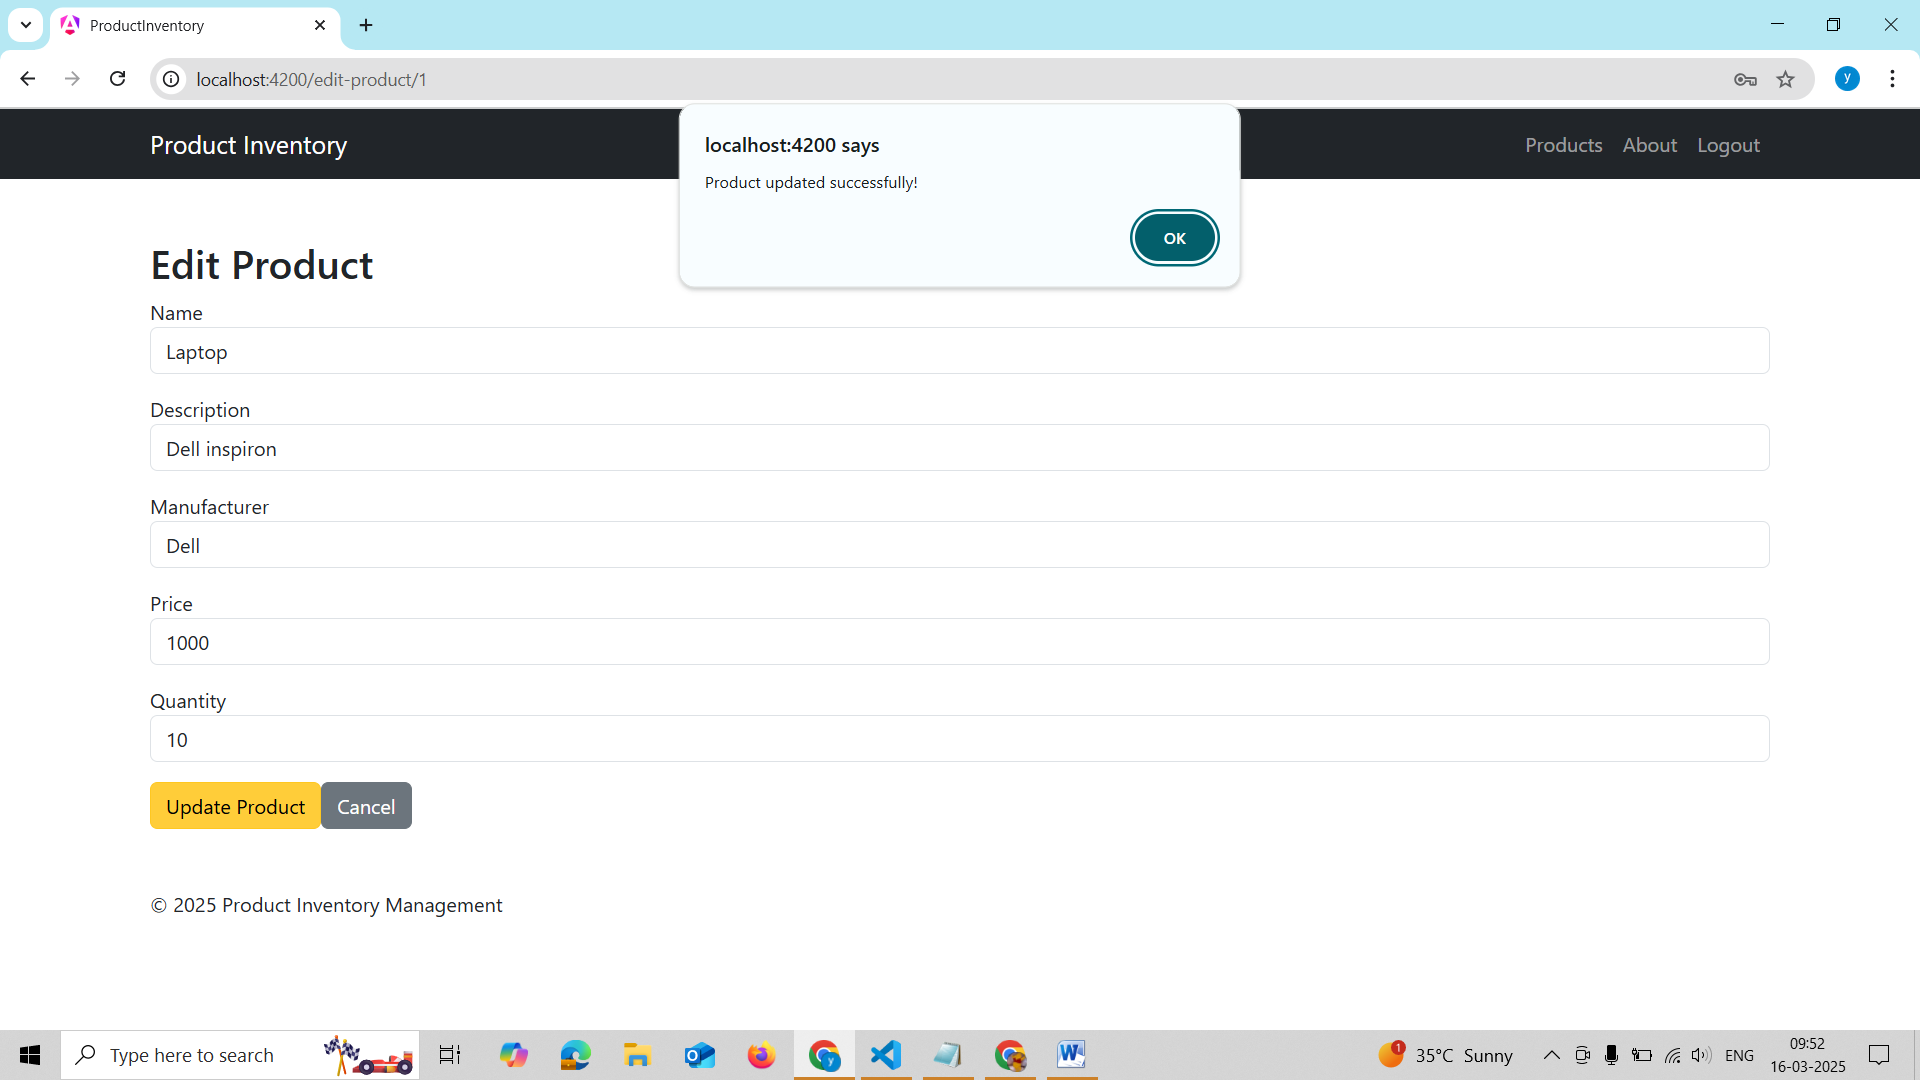 ProductInventory
localhost:4200/edit-product/1
y
Product Inventory
Products
About
Logout
localhost:4200 says
Product updated successfully!
OK
Edit Product
Name
Laptop
Description
Dell inspiron
Manufacturer
Dell
Price
1000
Quantity
10
Update Product
Cancel
© 2025 Product Inventory Management
Type here to search
y
1
35°C Sunny
ENG
09:52
16-03-2025